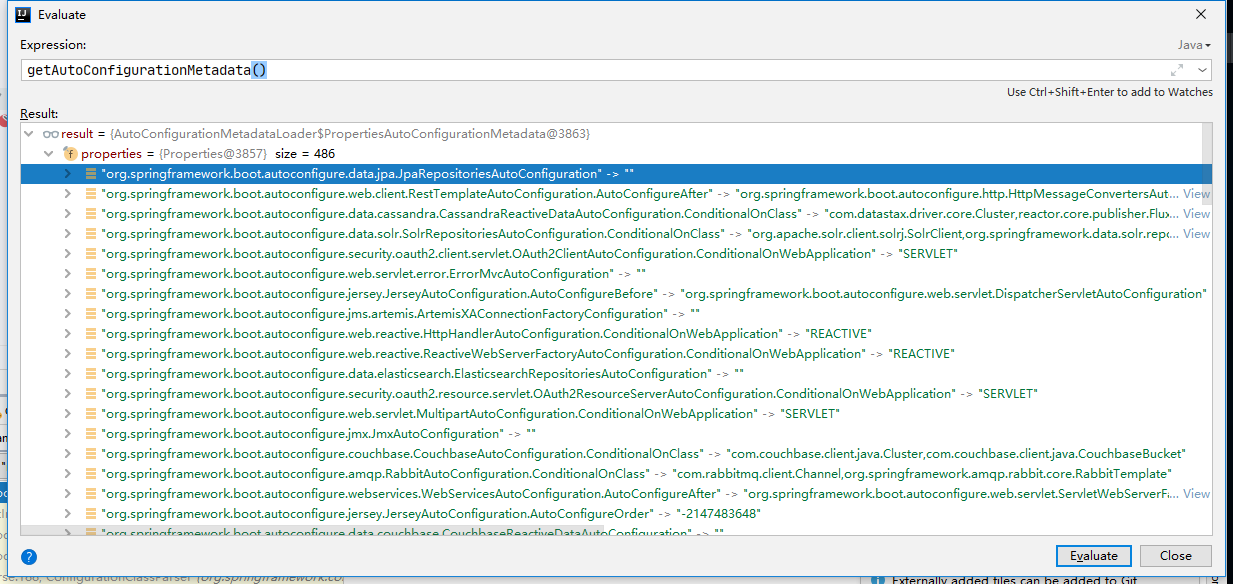 Evaluate
Expression:
Java
getAutoConfigurationMetadata()
Use Ctrl+Shift+Enter to add to Watches
Result:
result = {AutoConfigurationMetadataLoader$PropertiesAutoConfigurationMetadata@3863}
properties = {Properties@3857} size = 486
"org.springframework.boot.autoconfigure.data.jpa.JpaRepositoriesAutoConfiguration" -> ""
"org.springframework.boot.autoconfigure.web.client.RestTemplateAutoConfiguration.AutoConfigureAfter" -> "org.springframework.boot.autoconfigure.http.HttpMessageConvertersAut... View
"org.springframework.boot.autoconfigure.data.cassandra.CassandraReactiveDataAutoConfiguration.ConditionalOnClass" -> "com.datastax.driver.core.Cluster,reactor.core.publisher.Flux,... View
"org.springframework.boot.autoconfigure.data.solr.SolrRepositoriesAutoConfiguration.ConditionalOnClass" -> "org.apache.solr.client.solrj.SolrClient,org.springframework.data.solr.repo... View
"org.springframework.boot.autoconfigure.security.oauth2.client.servlet.OAuth2ClientAutoConfiguration.ConditionalOnWebApplication" -> "SERVLET"
"org.springframework.boot.autoconfigure.web.servlet.error.ErrorMvcAutoConfiguration" -> ""
"org.springframework.boot.autoconfigure.jersey.JerseyAutoConfiguration.AutoConfigureBefore" -> "org.springframework.boot.autoconfigure.web.servlet.DispatcherServletAutoConfiguration"
"org.springframework.boot.autoconfigure.jms.artemis.ArtemisXAConnectionFactoryConfiguration" -> ""
"org.springframework.boot.autoconfigure.web.reactive.HttpHandlerAutoConfiguration.ConditionalOnWebApplication" -> "REACTIVE"
"org.springframework.boot.autoconfigure.web.reactive.ReactiveWebServerFactoryAutoConfiguration.ConditionalOnWebApplication" -> "REACTIVE"
"org.springframework.boot.autoconfigure.data.elasticsearch.ElasticsearchRepositoriesAutoConfiguration" -> ""
"org.springframework.boot.autoconfigure.security.oauth2.resource.servlet.OAuth2ResourceServerAutoConfiguration.ConditionalOnWebApplication" -> "SERVLET"
"org.springframework.boot.autoconfigure.web.servlet.MultipartAutoConfiguration.ConditionalOnWebApplication" -> "SERVLET"
"org.springframework.boot.autoconfigure.jmx.JmxAutoConfiguration" -> ""
"org.springframework.boot.autoconfigure.couchbase.CouchbaseAutoConfiguration.ConditionalOnClass" -> "com.couchbase.client.java.Cluster,com.couchbase.client.java.CouchbaseBucket"
"org.springframework.boot.autoconfigure.amqp.RabbitAutoConfiguration.ConditionalOnClass" -> "com.rabbitmq.client.Channel,org.springframework.amqp.rabbit.core.RabbitTemplate"
"org.springframework.boot.autoconfigure.webservices.WebServicesAutoConfiguration.AutoConfigureAfter" -> "org.springframework.boot.autoconfigure.web.servlet.ServletWebServerFa... View
"org.springframework.boot.autoconfigure.jersey.JerseyAutoConfiguration.AutoConfigureOrder" -> "-2147483648"
"org.springframework.boot.autoconfigure.data.couchbase.CouchbaseReactiveDataAutoConfiguration" -> ""
Evaluate
Close
Externally added files can be added to Git